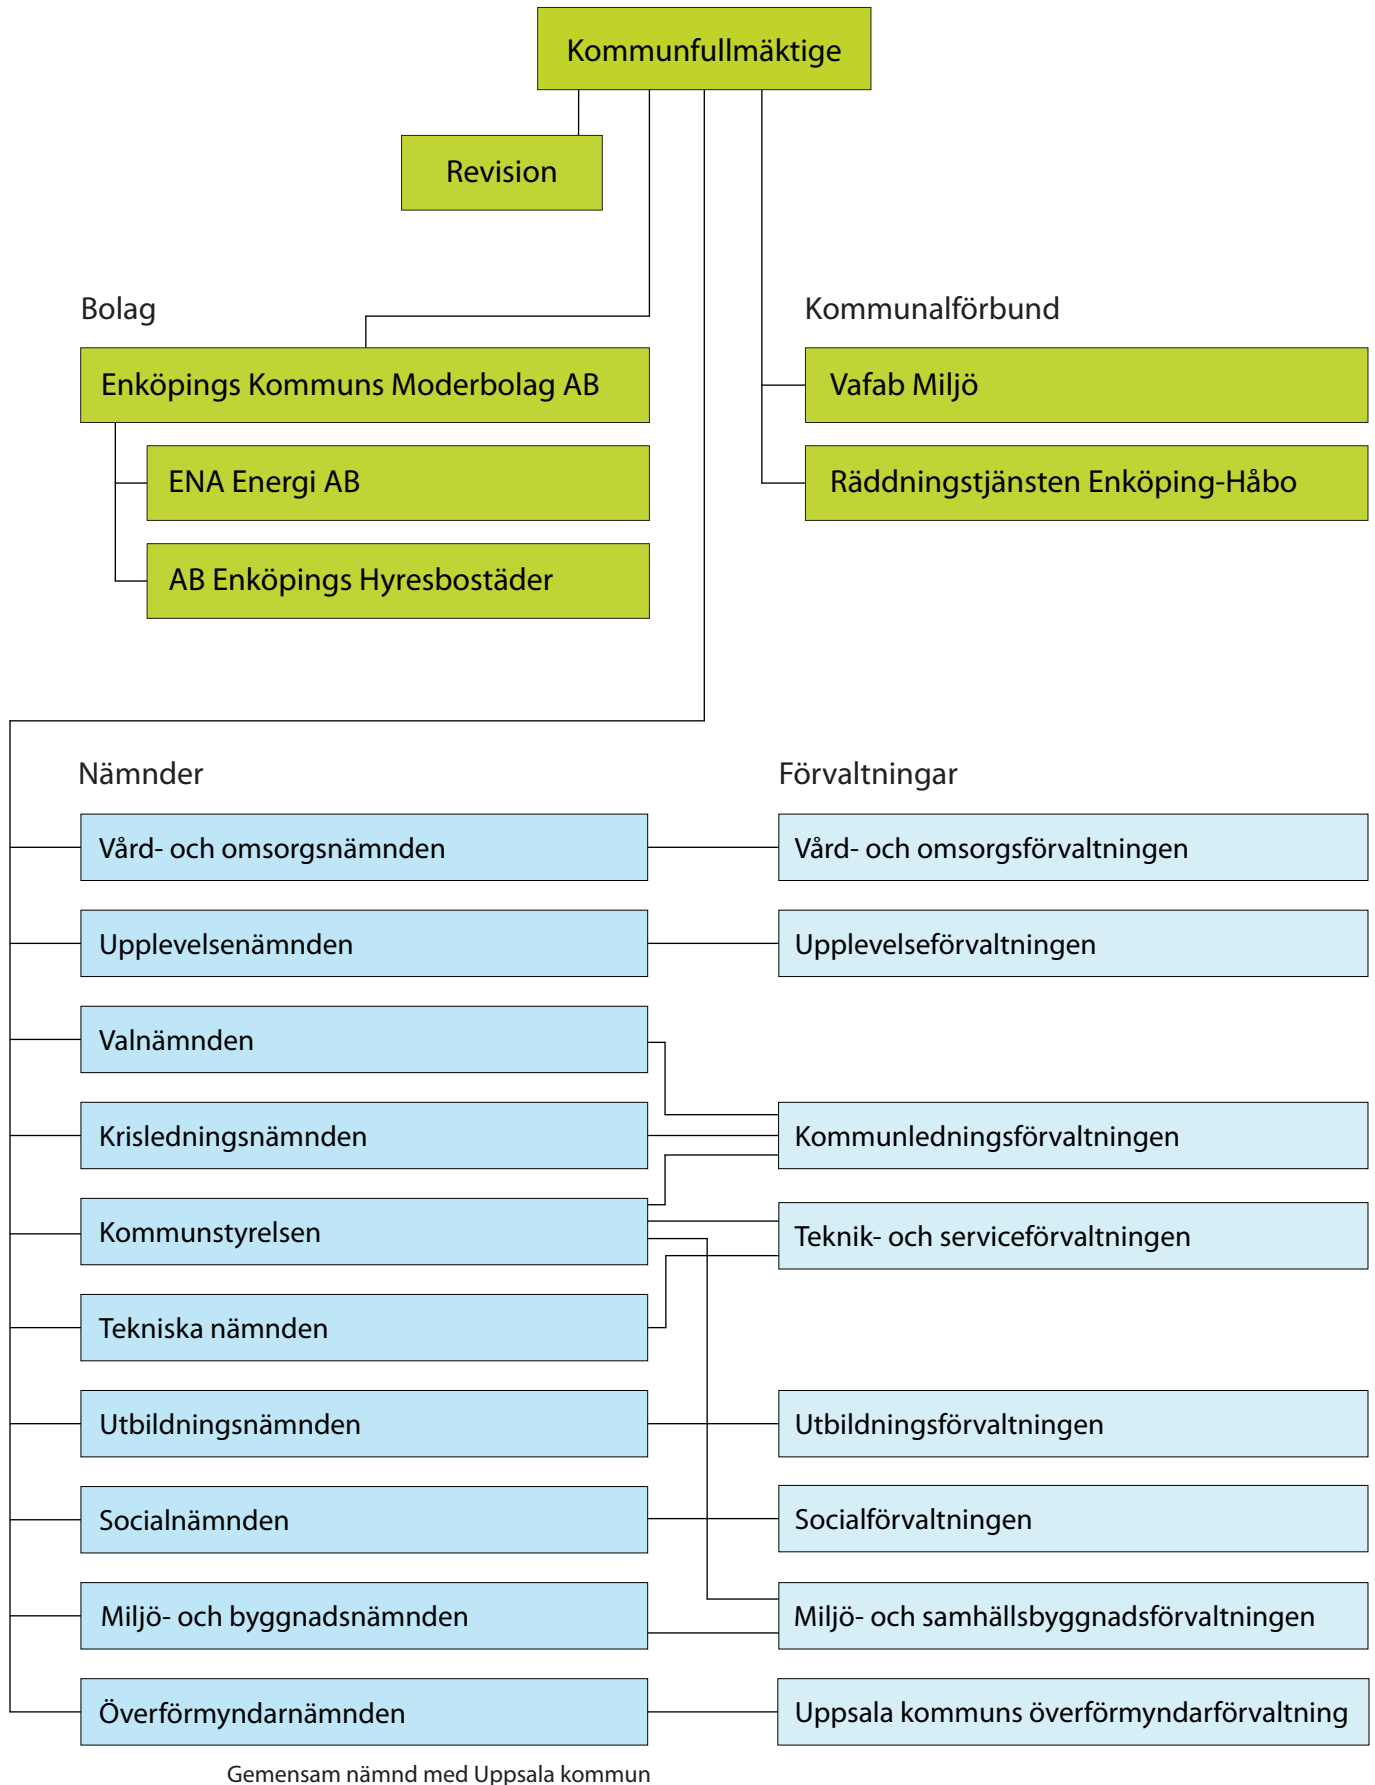 Kommunfullmäktige
Revision
Bolag
Enköpings Kommuns Moderbolag AB
ENA Energi AB
AB Enköpings Hyresbostäder
Kommunalförbund
Vafab Miljö
Räddningstjänsten Enköping-Håbo
Nämnder
Förvaltningar
Vård- och omsorgsnämnden
Vård- och omsorgsförvaltningen
Upplevelsenämnden
Upplevelseförvaltningen
Valnämnden
Krisledningsnämnden
Kommunledningsförvaltningen
Kommunstyrelsen
Teknik- och serviceförvaltningen
Tekniska nämnden
Utbildningsnämnden
Utbildningsförvaltningen
Socialnämnden
Socialförvaltningen
Miljö- och byggnadsnämnden
Miljö- och samhällsbyggnadsförvaltningen
Överförmyndarnämnden
Uppsala kommuns överförmyndarförvaltning
Gemensam nämnd med Uppsala kommun